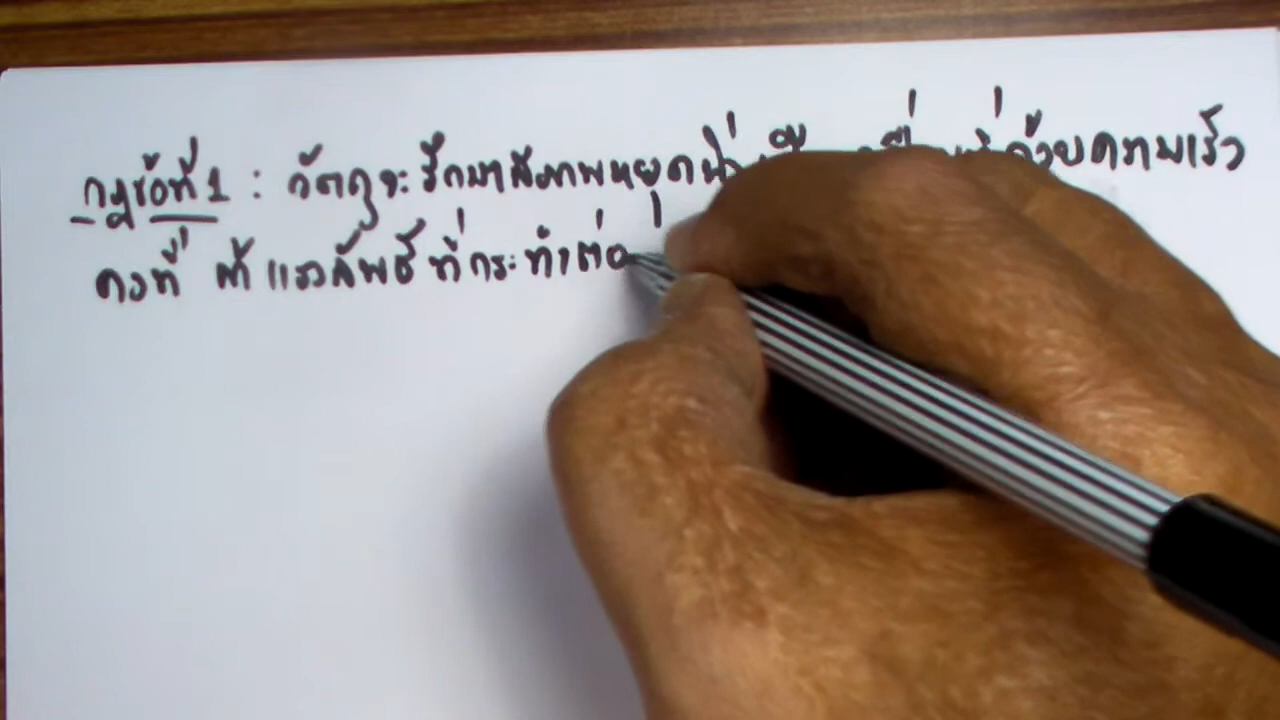 กฎข้อที่ 1 : วัตถุจะรักษาสภาพหยุดนิ่ง ด้วยความเร็ว
คงที่ ถ้าแรงลัพธ์ที่กระทำต่อ